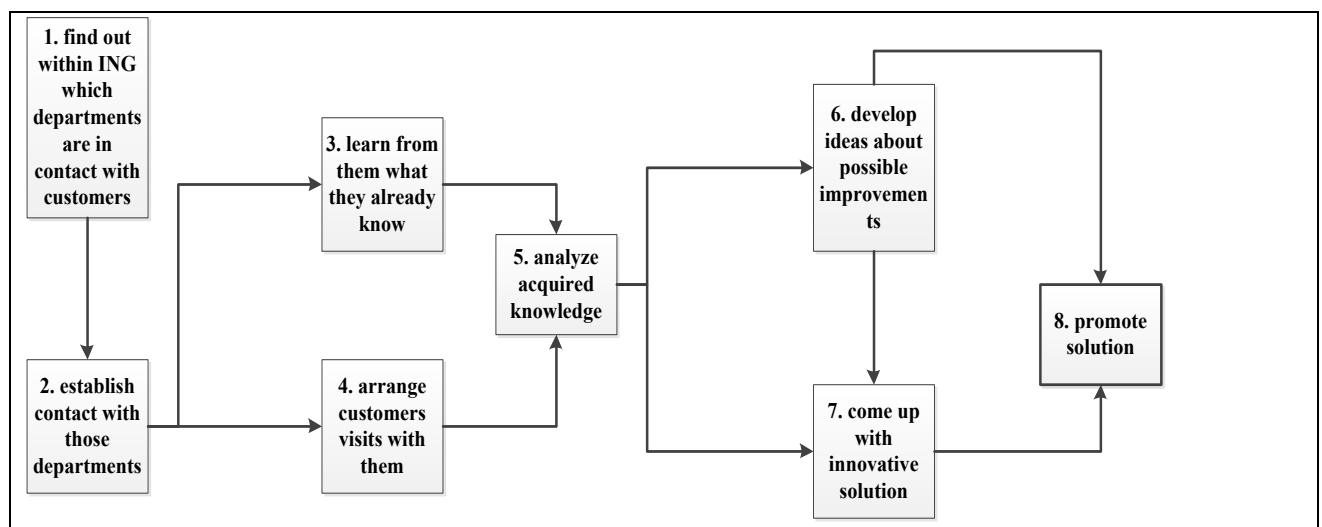 1. find out
within ING
which
departments
are in
contact with
customers
2. establish
contact with
those
departments
3. learn from
them what
they already
know
4. arrange
customers
visits with
them
5. analyze
acquired
knowledge
6. develop
ideas about
possible
improvemen
ts
7. come up
with
innovative
solution
8. promote
solution